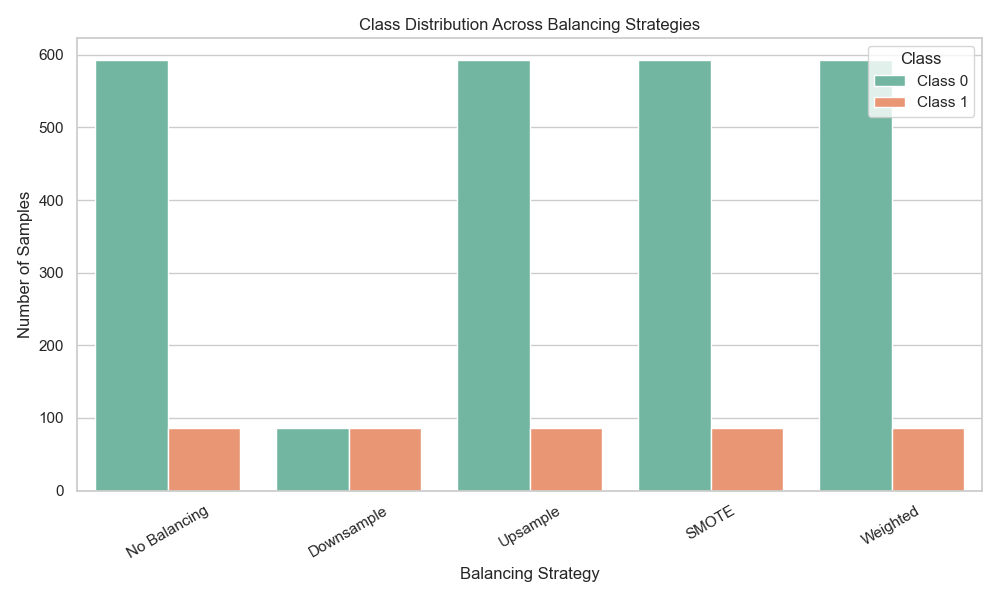 Class Distribution Across Balancing Strategies
Number of Samples
600
500
400
300
200
100
0
Class
Class 0
Class 1
No Balancing
Downsample
Upsample
SMOTE
Weighted
Balancing Strategy